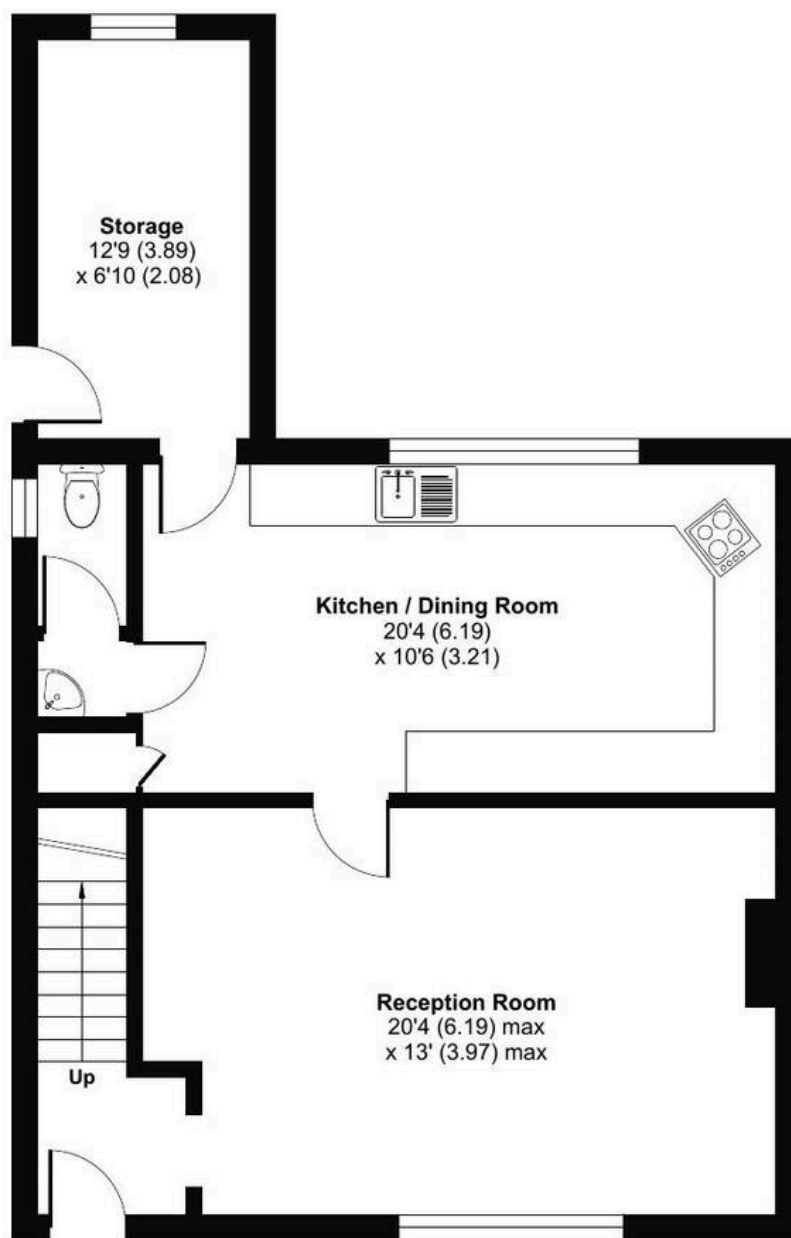 Storage
12'9 (3.89)
x 6'10 (2.08)
Kitchen / Dining Room
20'4 (6.19)
x 10'6 (3.21)
Reception Room
20'4 (6.19) max
x 13' (3.97) max
Up